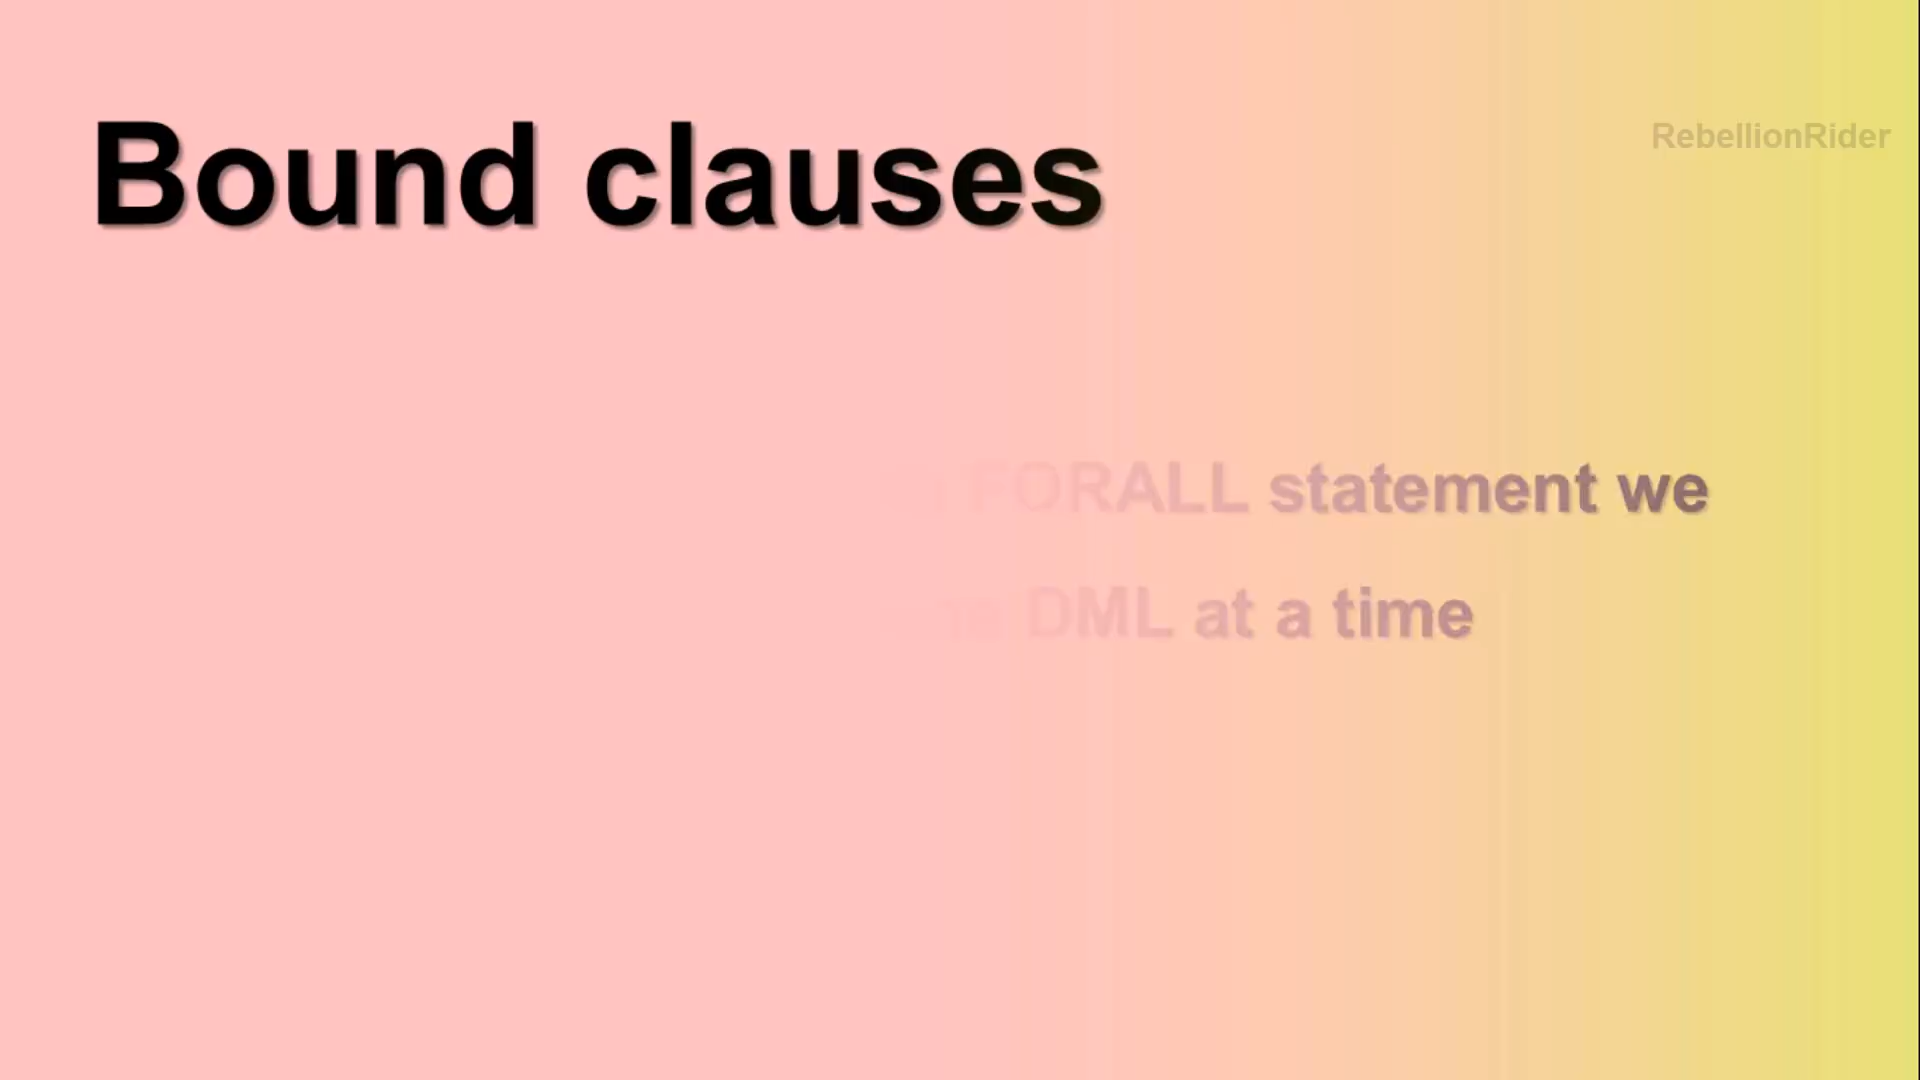 Bound clauses
RebellionRider
FORALL statement we
DML at a time